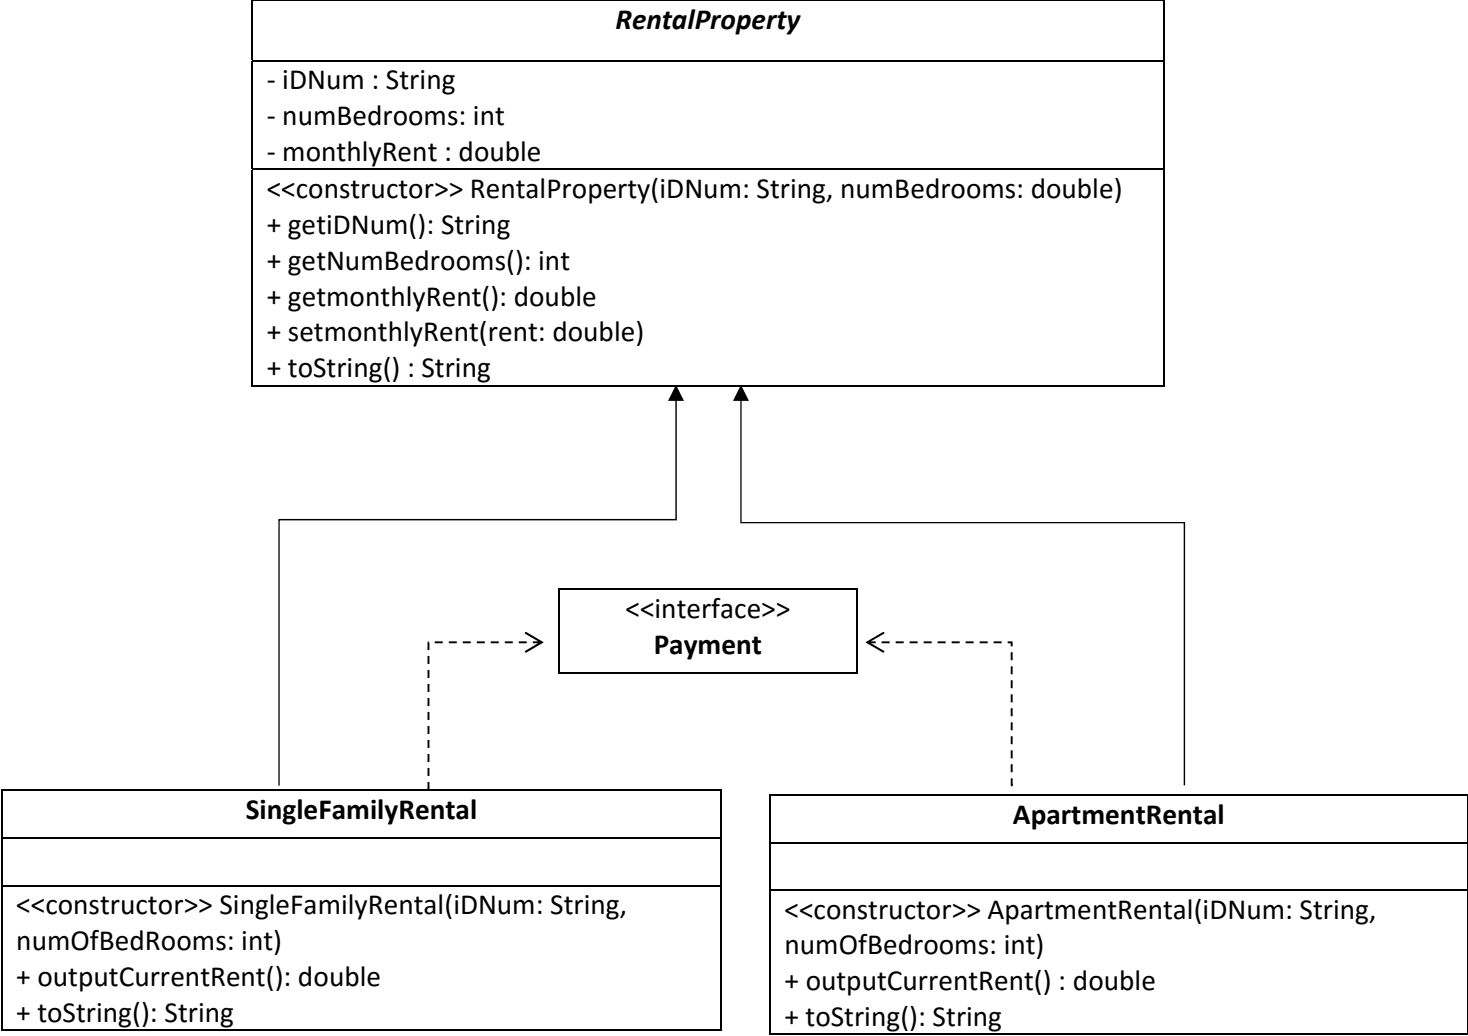 RentalProperty
- iDNum : String
- numBedrooms: int
- monthlyRent : double
<<constructor>> RentalProperty(iDNum: String, numBedrooms: double)
+ getiDNum(): String
+ getNumBedrooms(): int
+ getmonthlyRent(): double
+ setmonthlyRent(rent: double)
+ toString() : String
<<interface>>
Payment
SingleFamilyRental
<<constructor>> SingleFamilyRental(iDNum: String,
numOfBedRooms: int)
+ outputCurrentRent(): double
+ toString(): String
ApartmentRental
<<constructor>> ApartmentRental(iDNum: String,
numOfBedrooms: int)
+ outputCurrentRent() : double
+ toString(): String